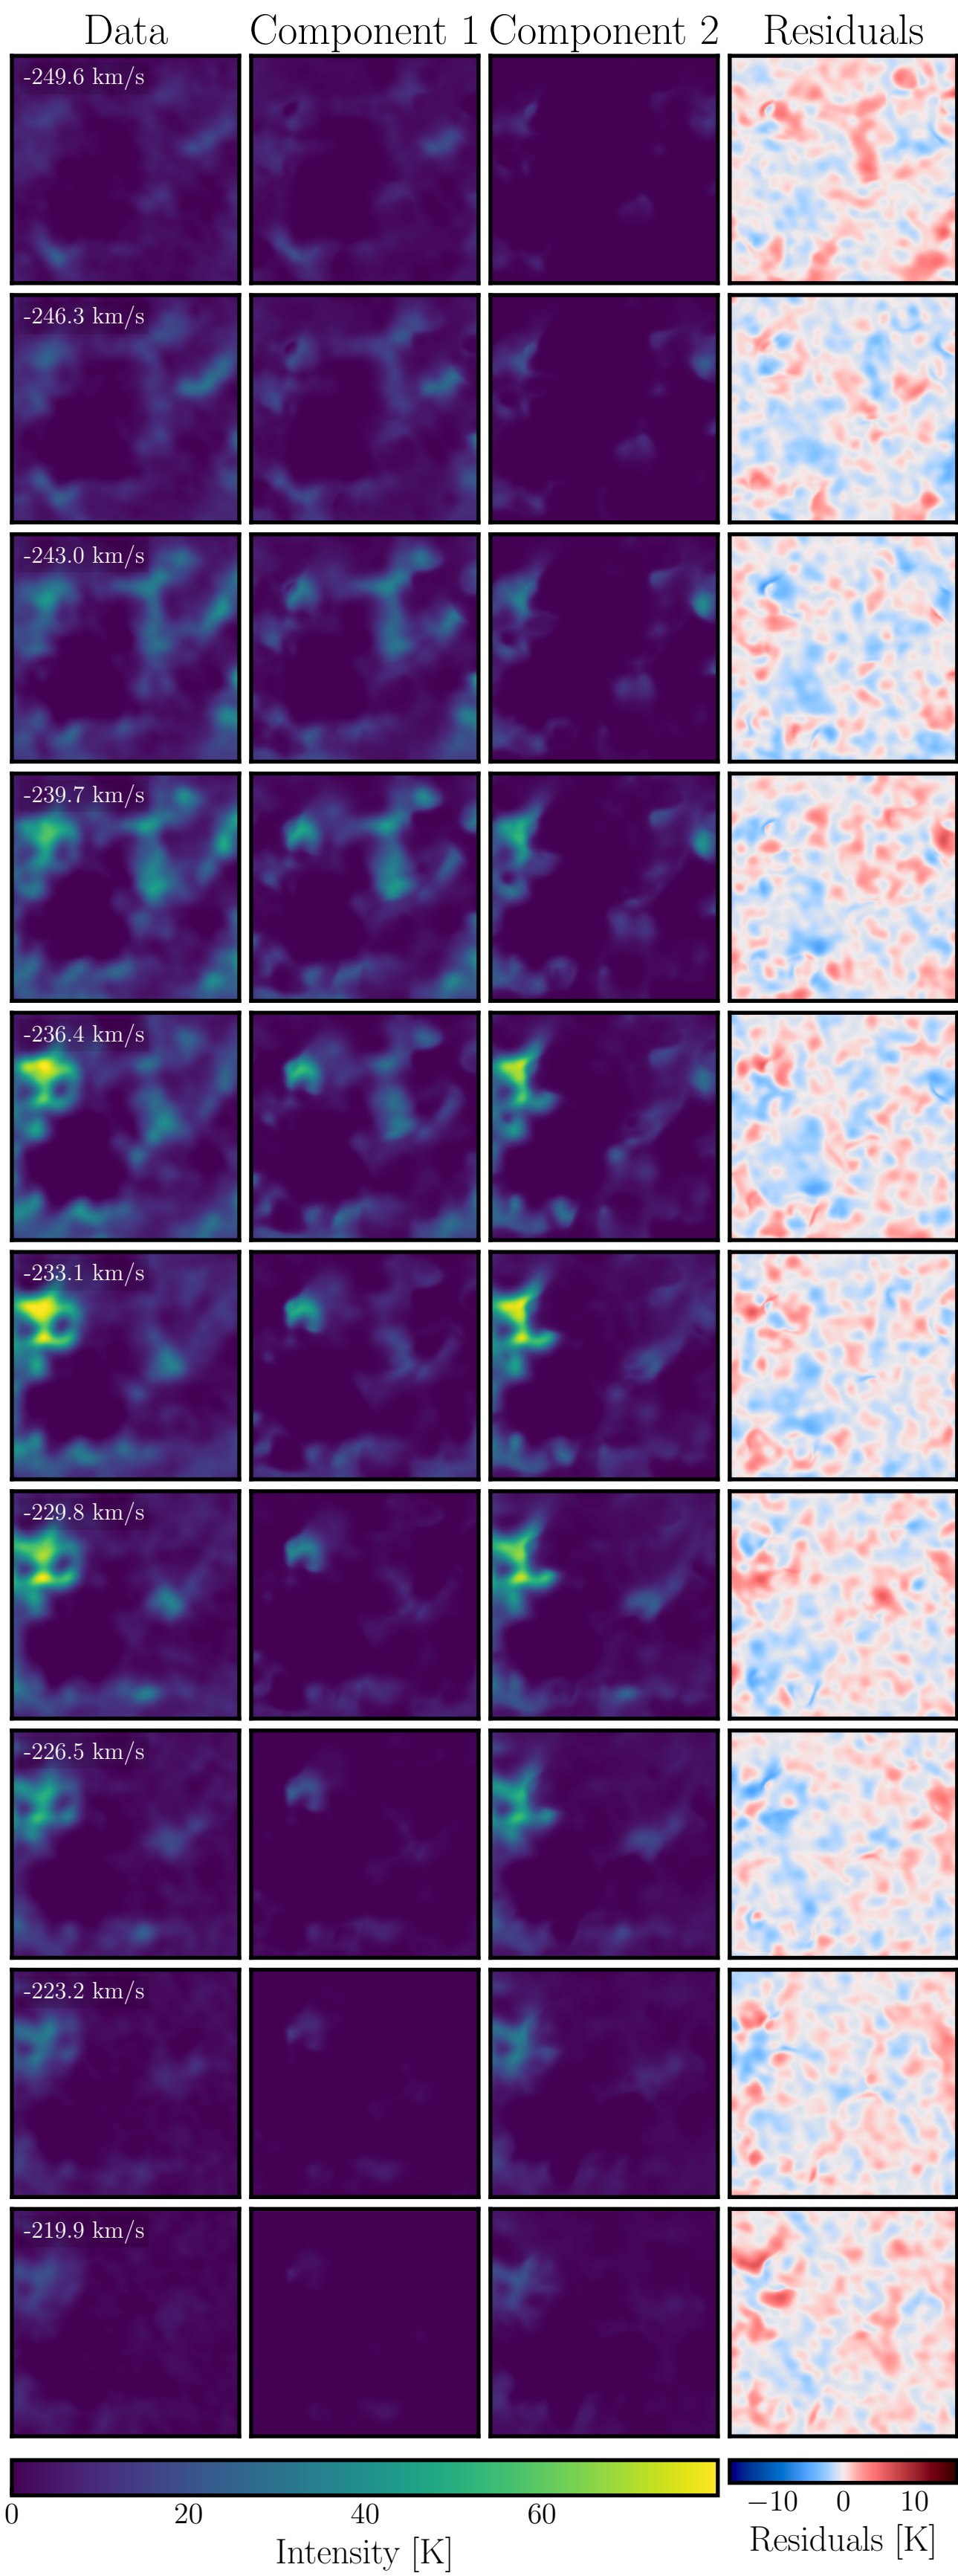 Data Component 1 Component 2 Residuals
-249.6 km/s
-246.3 km/s
-243.0 km/s
-239.7 km/s
-236.4 km/s
-233.1 km/s
-229.8 km/s
-226.5 km/s
-223.2 km/s
-219.9 km/s
0 20 40 60 −10 0 10
Intensity [K] Residuals [K]